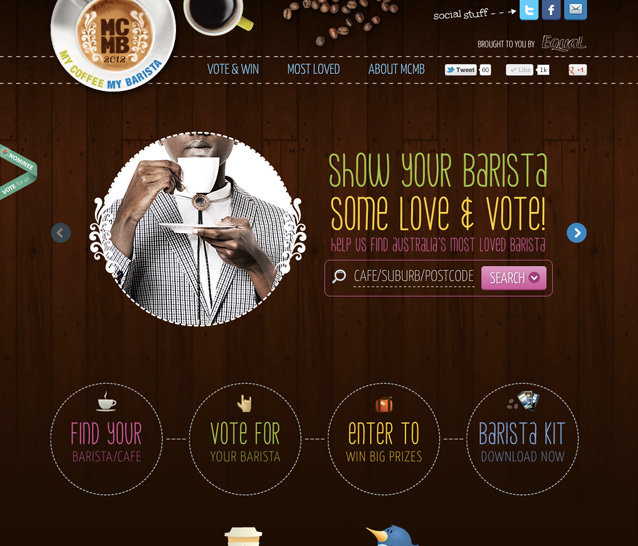 social stuff
BROUGHT TO YOU BY EQUAL
MCMB
2012
MY COFFEE MY BARISTA
VOTE & WIN MOST LOVED ABOUT MCMB Tweet 60 Like 1k +1
NOMINEE
VOTE
SHOW YOUR BARISTA
SOME LOVE & VOTE!
HELP US FIND AUSTRALIA'S MOST LOVED BARISTA
CAFE/SUBURB/POSTCODE SEARCH
FIND YOUR
BARISTA/CAFE
VOTE FOR
YOUR BARISTA
ENTER TO
WIN BIG PRIZES
BARISTA KIT
DOWNLOAD NOW